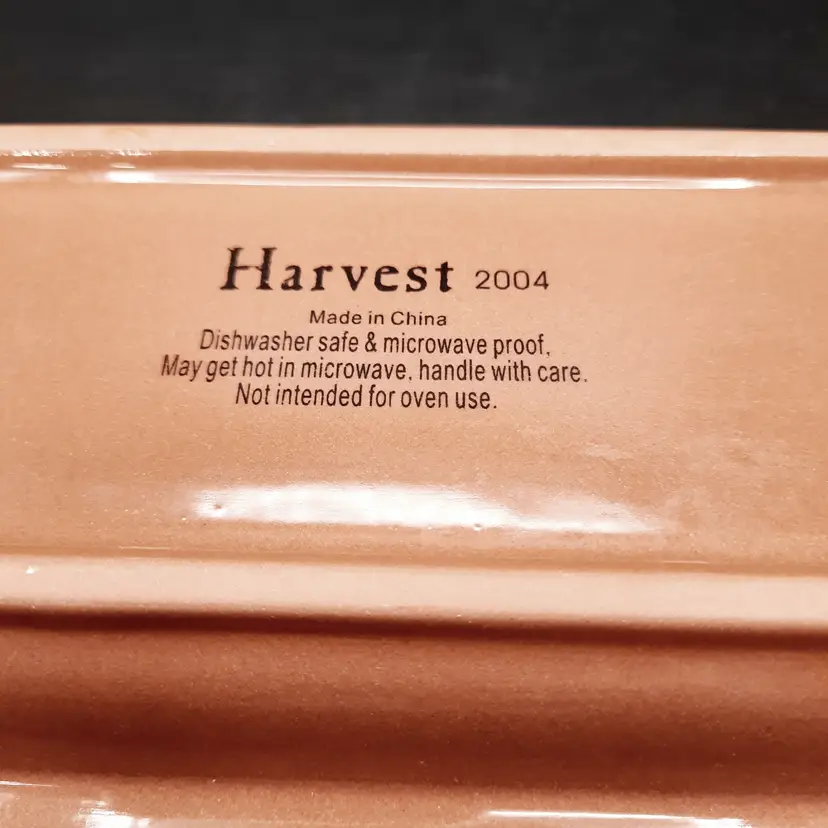 Harvest 2004
Made in China
Dishwasher safe & microwave proof,
May get hot in microwave, handle with care.
Not intended for oven use.